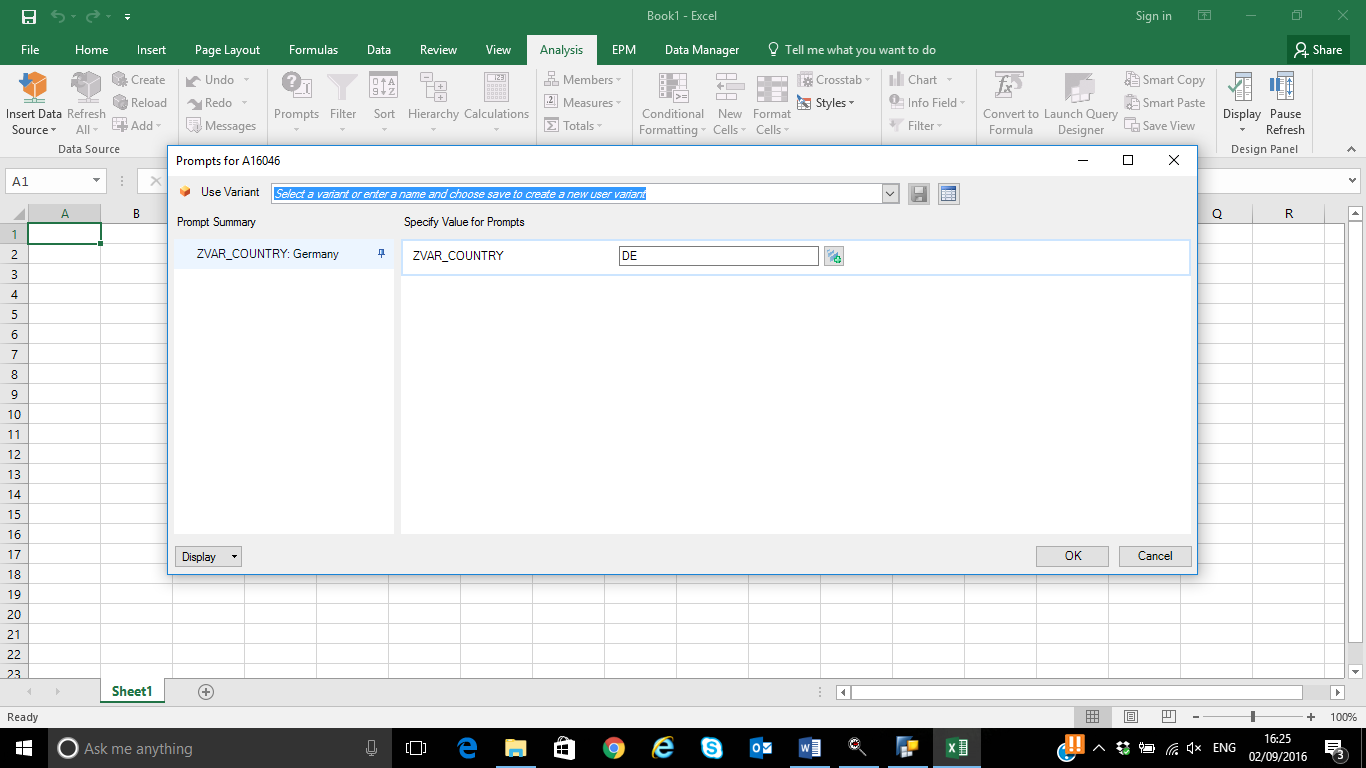 Book1 - Excel
Sign in
File Home Insert Page Layout Formulas Data Review View Analysis EPM Data Manager Tell me what you want to do Share
Insert Data Source
Refresh All
Create
Reload
Add
Undo
Redo
Messages
Prompts
Filter
Sort
Hierarchy
Calculations
Members
Measures
Totals
Conditional Formatting
New Cells
Format Cells
Crosstab
Styles
Chart
Info Field
Filter
Convert to Formula
Launch Query Designer
Smart Copy
Smart Paste
Save View
Display
Pause Refresh
Data Source
Design Panel
A1
Prompts for A16046
Use Variant
Select a variant or enter a name and choose save to create a new user variant
Prompt Summary
Specify Value for Prompts
ZVAR_COUNTRY: Germany
ZVAR_COUNTRY
DE
Display
OK
Cancel
A B Q R
1
2
3
4
5
6
7
8
9
10
11
12
13
14
15
16
17
18
19
20
21
22
23
Sheet1
Ready
100%
Ask me anything
ENG
16:25
02/09/2016
3